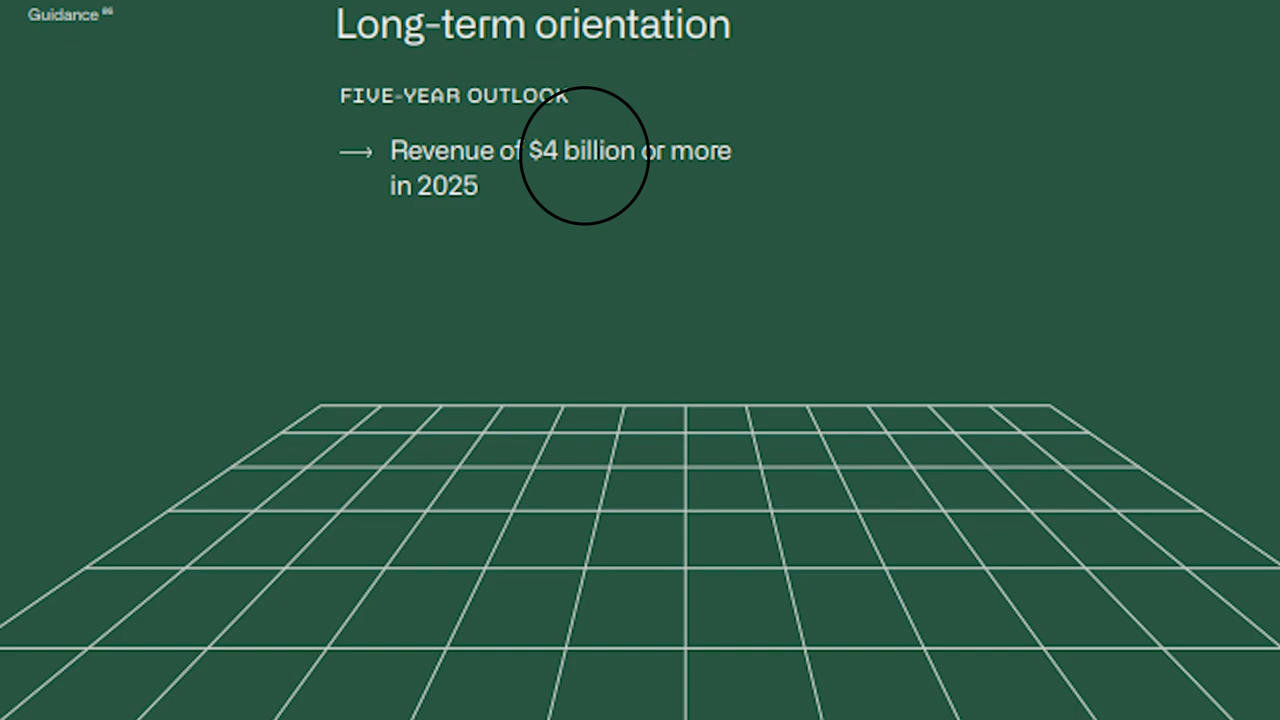 Guidance
Long-term orientation
FIVE-YEAR OUTLOOK
Revenue of $4 billion or more
in 2025